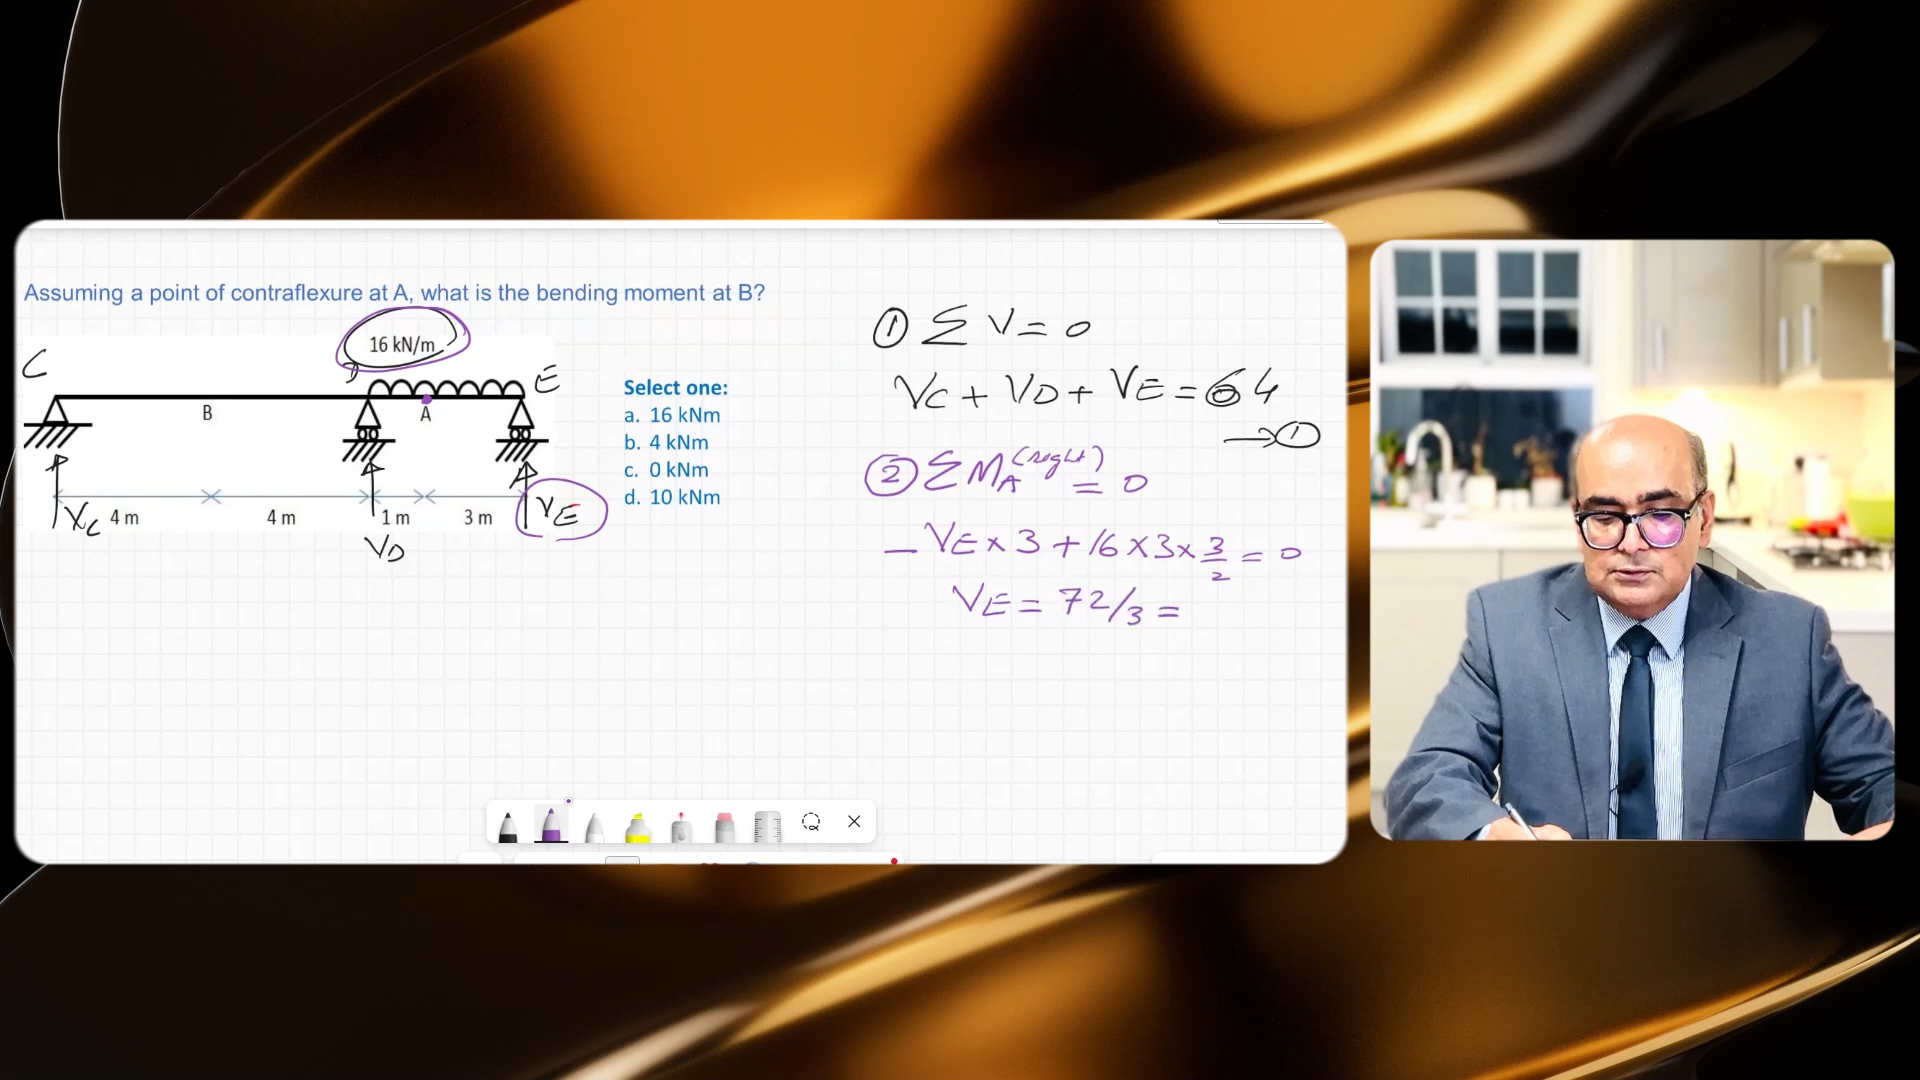 Assuming a point of contraflexure at A, what is the bending moment at B?
16 kN/m
C
E
B
A
4 m
4 m
1 m
3 m
VC
VD
VE
Select one:
a. 16 kNm
b. 4 kNm
c. 0 kNm
d. 10 kNm
① Σ V = 0
VC + VD + VE = 64
→ ①
② Σ MA (right) = 0
- VE × 3 + 16 × 3 × 3/2 = 0
VE = 72/3 =